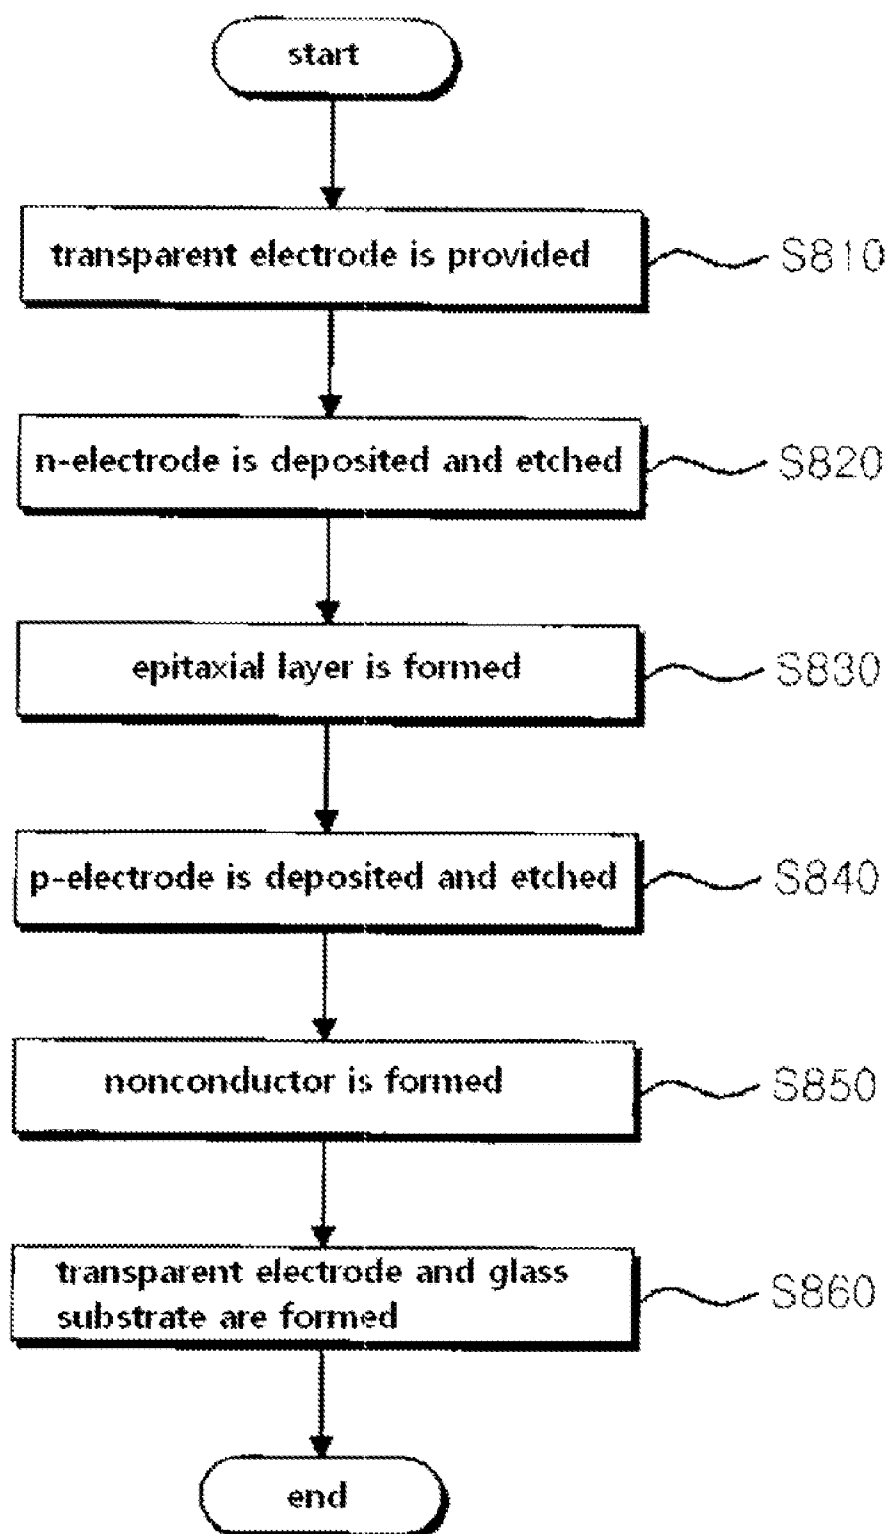 start
transparent electrode is provided
S810
n-electrode is deposited and etched
S820
epitaxial layer is formed
S830
p-electrode is deposited and etched
S840
nonconductor is formed
S850
transparent electrode and glass
substrate are formed
S860
end